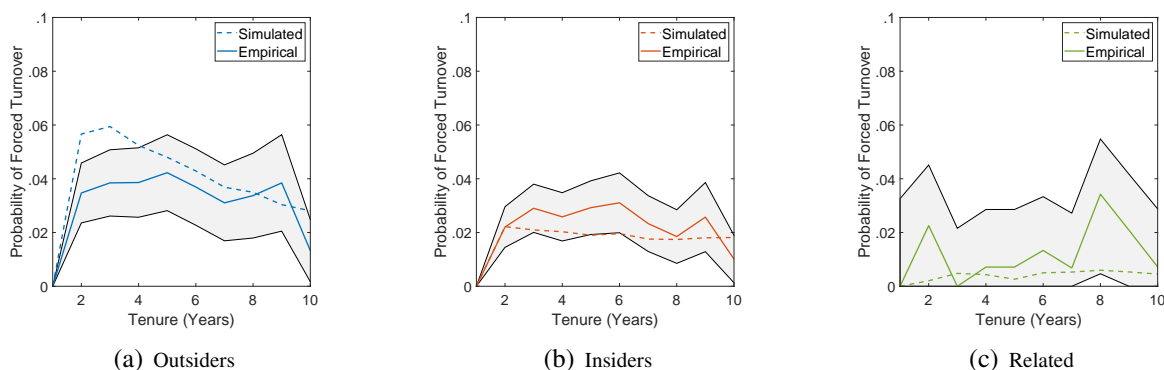 Probability of Forced Turnover
.1
.08
.06
.04
.02
0
2
4
6
8
10
Tenure (Years)
Simulated
Empirical
(a) Outsiders
Probability of Forced Turnover
.1
.08
.06
.04
.02
0
2
4
6
8
10
Tenure (Years)
Simulated
Empirical
(b) Insiders
Probability of Forced Turnover
.1
.08
.06
.04
.02
0
2
4
6
8
10
Tenure (Years)
Simulated
Empirical
(c) Related